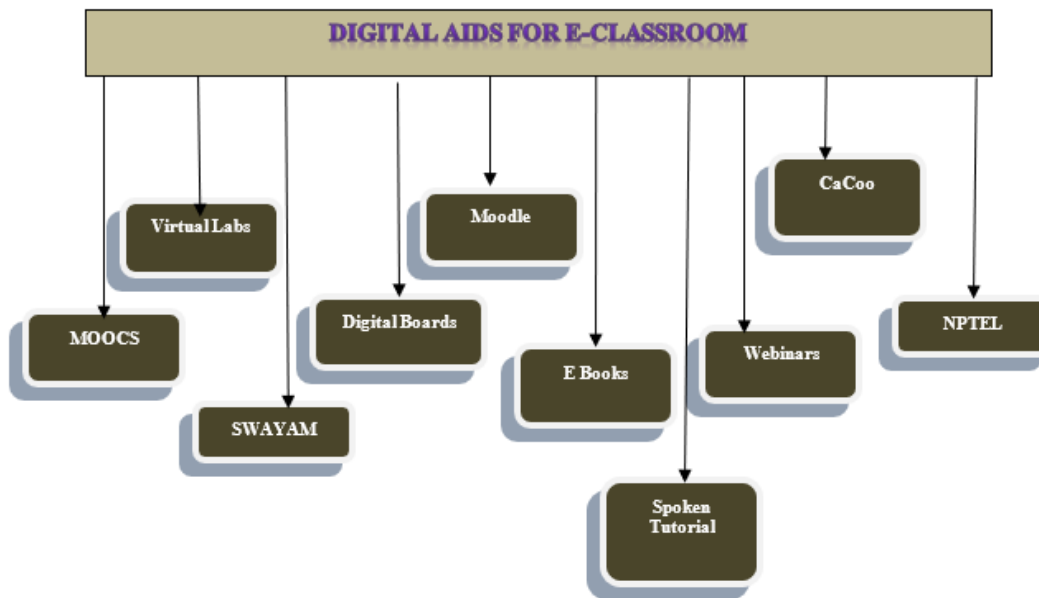 DIGITAL AIDS FOR E-CLASSROOM
CaCoo
Virtual Labs
Moodle
MOOCS
Digital Boards
NPTEL
E Books
Webinars
SWAYAM
Spoken
Tutorial